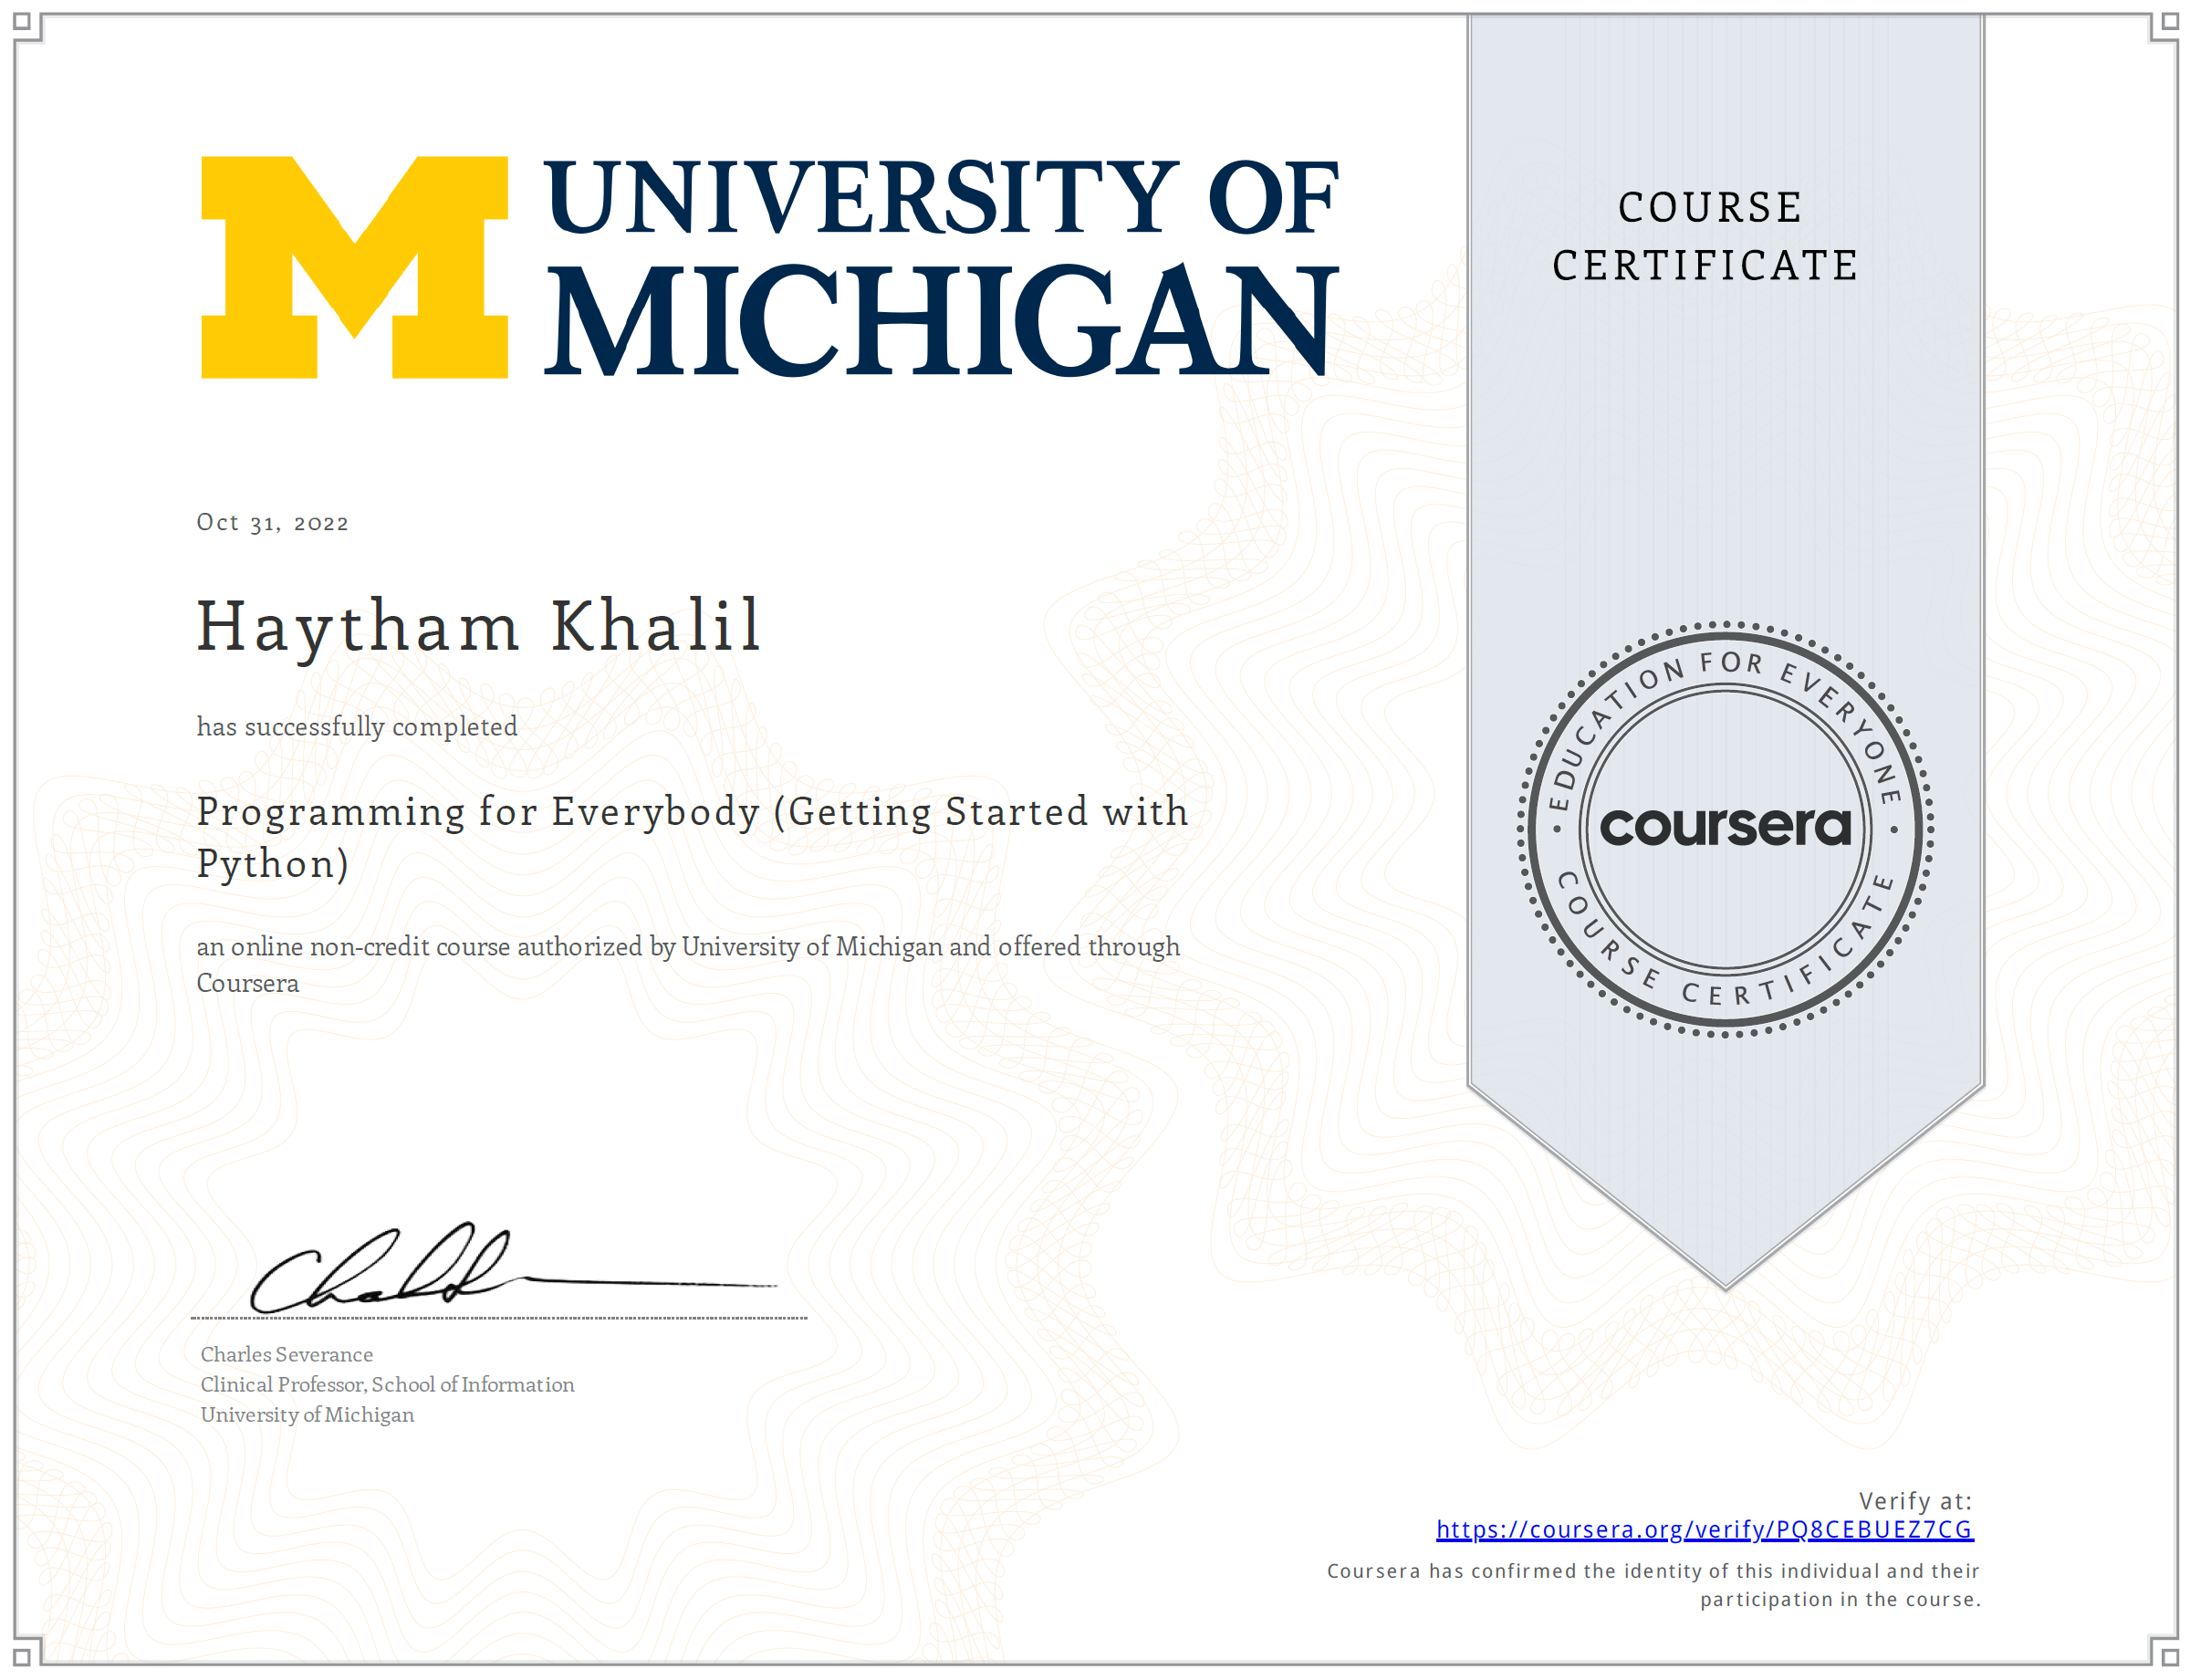 UNIVERSITY OF
MICHIGAN
COURSE
CERTIFICATE
Oct 31, 2022
Haytham Khalil
has successfully completed
Programming for Everybody (Getting Started with
Python)
an online non-credit course authorized by University of Michigan and offered through
Coursera
EDUCATION FOR EVERYONE
coursera
COURSE CERTIFICATE
Charles Severance
Clinical Professor, School of Information
University of Michigan
Verify at:
https://coursera.org/verify/PQ8CEBUEZ7CG
Coursera has confirmed the identity of this individual and their
participation in the course.